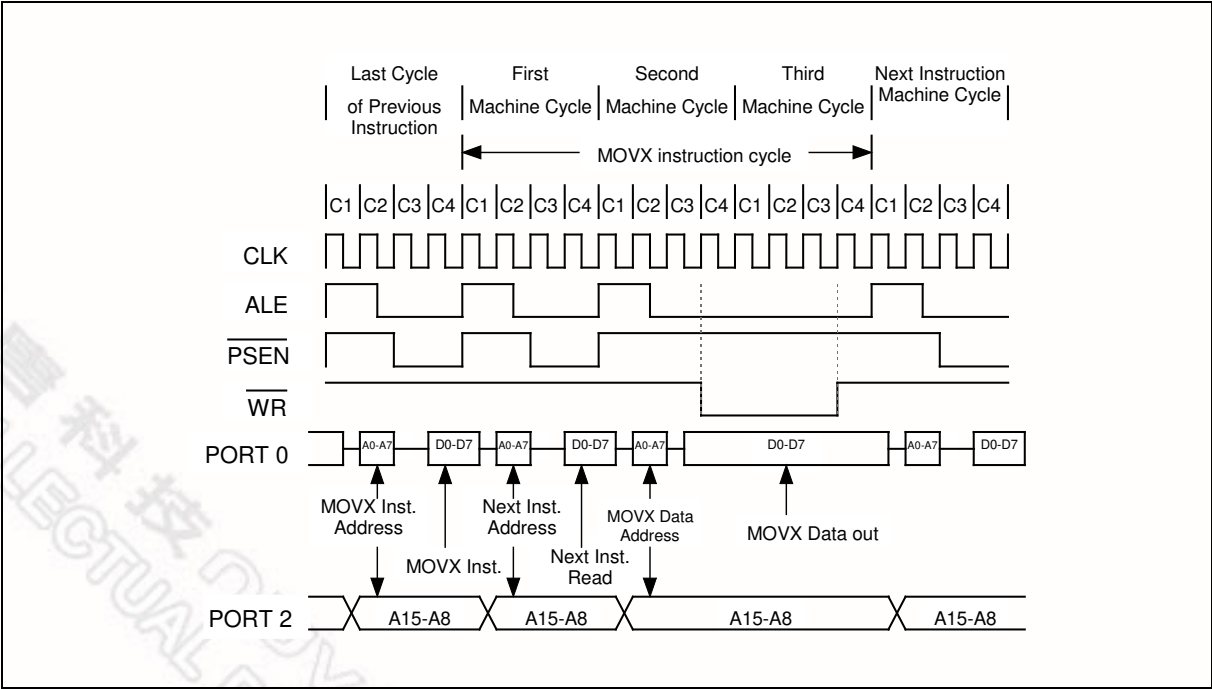 Last Cycle of Previous Instruction
First Machine Cycle
Second Machine Cycle
Third Machine Cycle
Next Instruction Machine Cycle
MOVX instruction cycle
C1 C2 C3 C4 C1 C2 C3 C4 C1 C2 C3 C4 C1 C2 C3 C4 C1 C2 C3 C4
CLK
ALE
PSEN
WR
PORT 0
A0-A7 D0-D7 A0-A7 D0-D7 A0-A7 D0-D7 A0-A7 D0-D7
MOVX Inst. Address
MOVX Inst.
Next Inst. Address
Next Inst. Read
MOVX Data Address
MOVX Data out
PORT 2
A15-A8 A15-A8 A15-A8 A15-A8